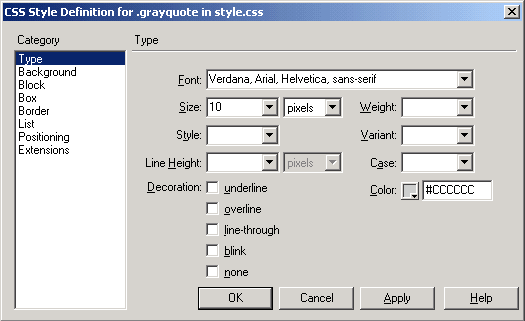 CSS Style Definition for .grayquote in style.css
Category
Type
Type
Background
Block
Box
Border
List
Positioning
Extensions
Font: Verdana, Arial, Helvetica, sans-serif
Size: 10 pixels Weight:
Style: Variant:
Line Height: pixels Case:
Decoration: underline Color: #CCCCCC
overline
line-through
blink
none
OK Cancel Apply Help